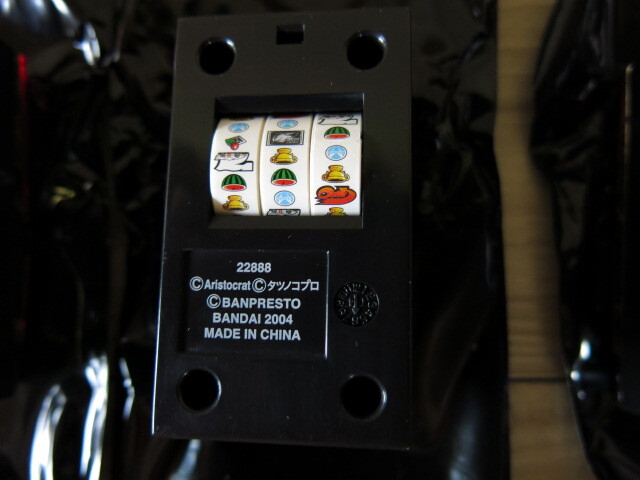 22888
©Aristocrat ©タツノコプロ
©BANPRESTO
BANDAI 2004
MADE IN CHINA